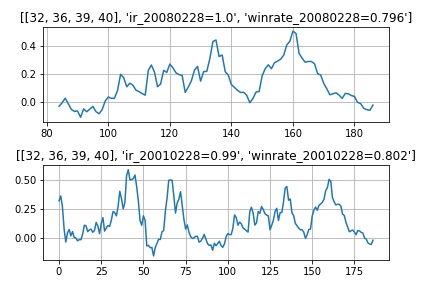 [[32, 36, 39, 40], 'ir_20080228=1.0', 'winrate_20080228=0.796']
0.4
0.2
0.0
80 100 120 140 160 180
[[32, 36, 39, 40], 'ir_20010228=0.99', 'winrate_20010228=0.802']
0.50
0.25
0.00
0 25 50 75 100 125 150 175